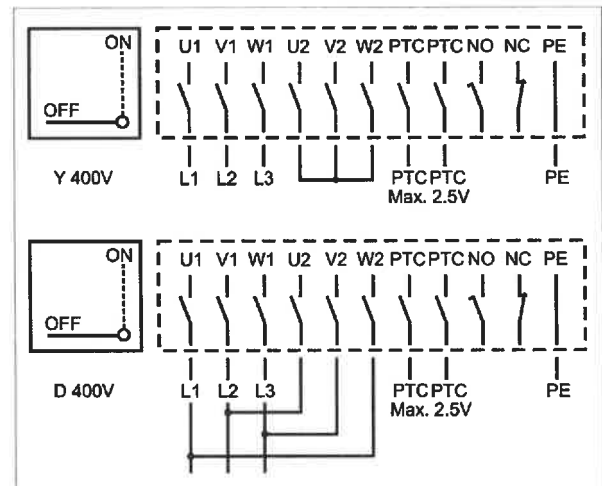 ON U1 V1 W1 U2 V2 W2 PTC PTC NO NC PE
OFF
Y 400V L1 L2 L3 PTC PTC PE
Max. 2.5V
ON U1 V1 W1 U2 V2 W2 PTC PTC NO NC PE
OFF
D 400V L1 L2 L3 PTC PTC PE
Max. 2.5V